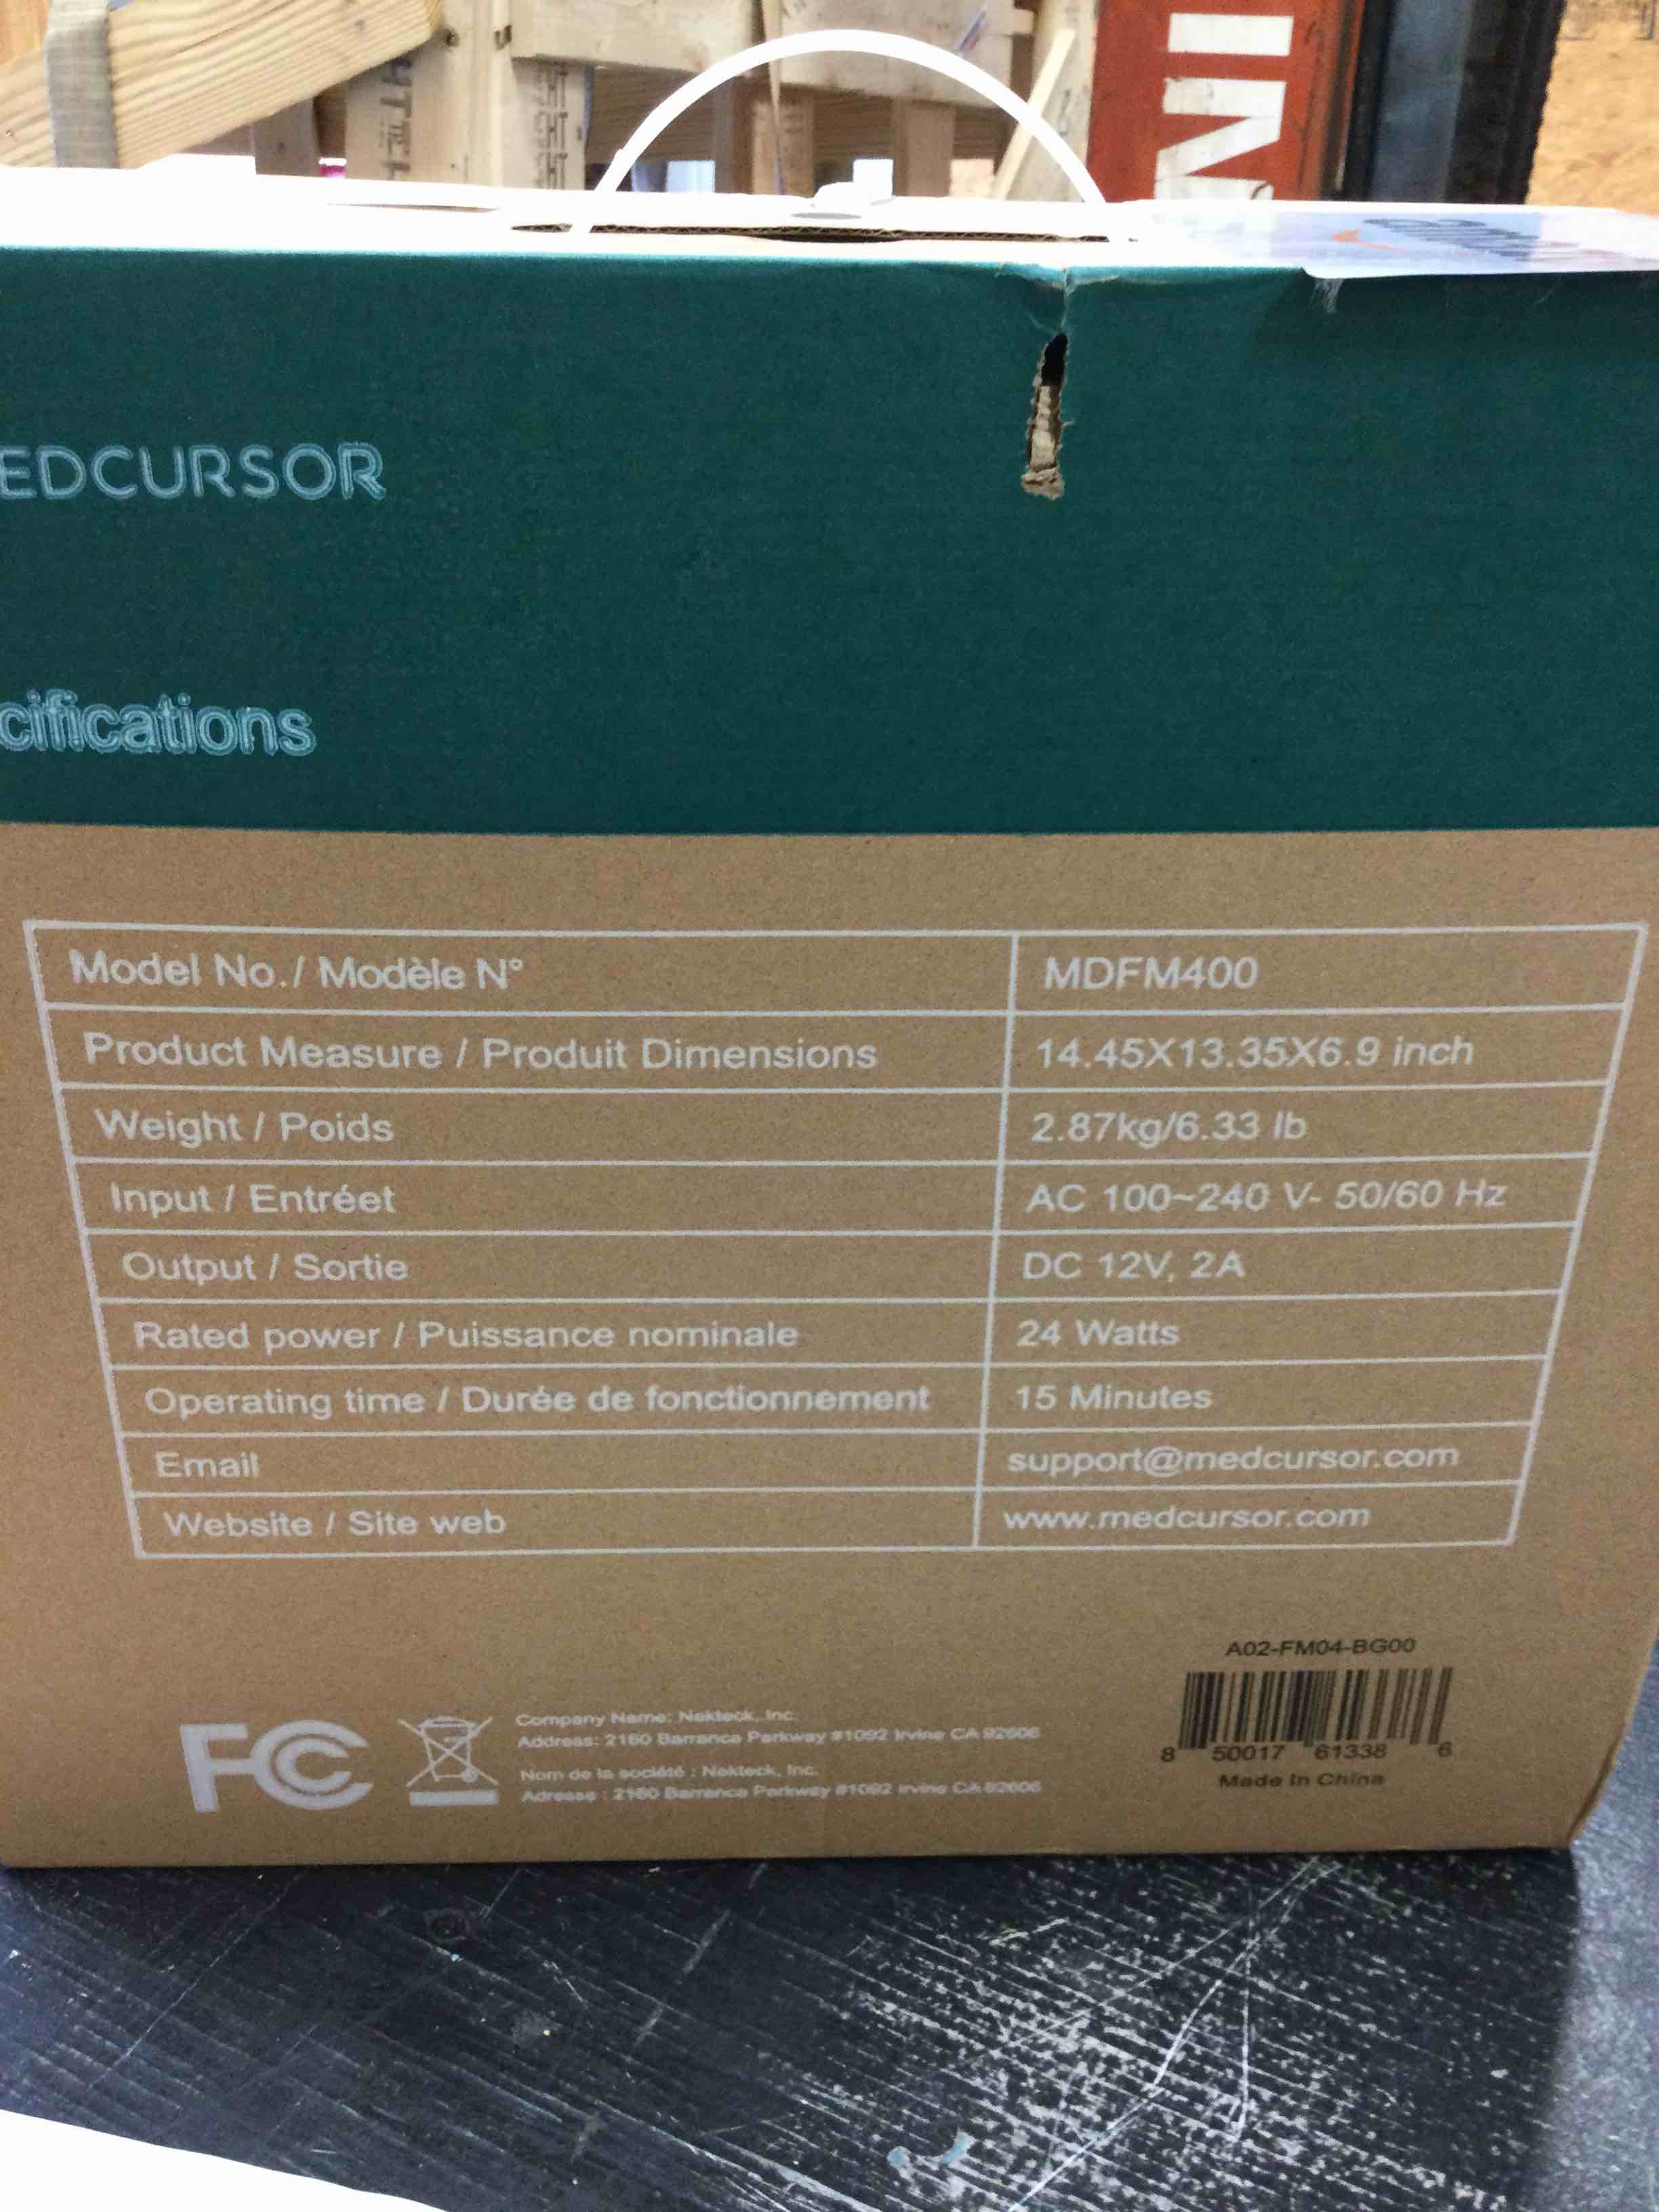 IN
EDCURSOR
cifications
Model No./ Modèle N° MDFM400
Product Measure / Produit Dimensions 14.45X13.35X6.9 inch
Weight / Poids 2.87kg/6.33 lb
Input / Entréet AC 100~240 V- 50/60 Hz
Output / Sortie DC 12V, 2A
Rated power / Puissance nominale 24 Watts
Operating time / Durée de fonctionnement 15 Minutes
Email support@medcursor.com
Website / Site web www.medcursor.com
A02-FM04-BG00
8 50017 61338 6
Made In China
FC
Company Name: Nekteck, Inc.
Address: 2160 Barranca Parkway #1092 Irvine CA 92606
Nom de la société : Nekteck, Inc.
Adresse : 2160 Barranca Parkway #1092 Irvine CA 92606